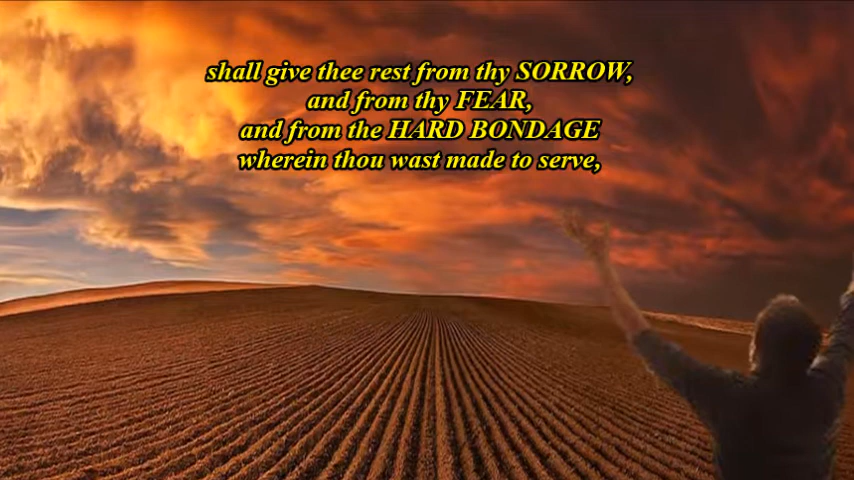 shall give thee rest from thy SORROW,
and from thy FEAR,
and from the HARD BONDAGE
wherein thou wast made to serve,